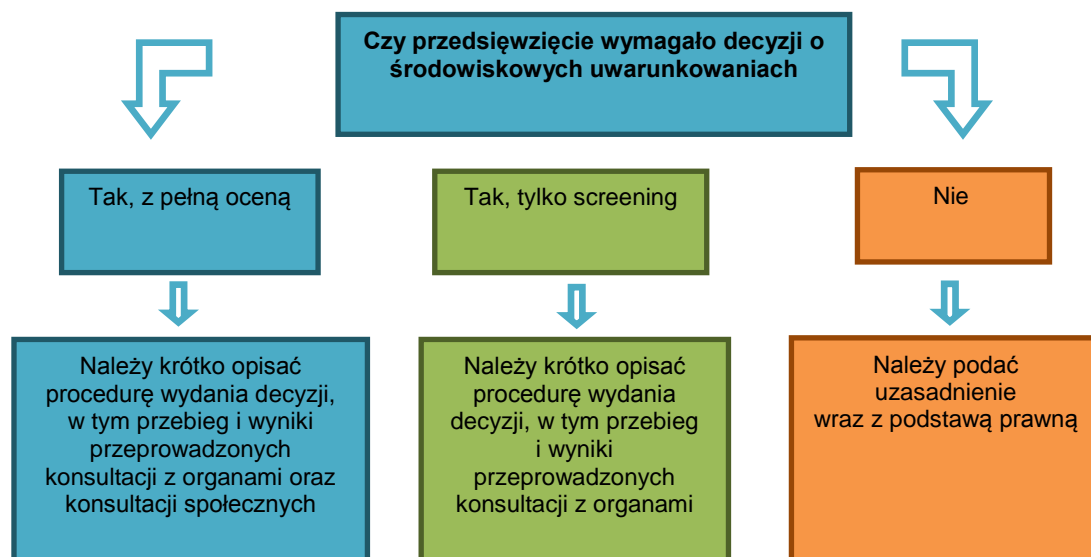 Czy przedsięwzięcie wymagało decyzji o
środowiskowych uwarunkowaniach
Tak, z pełną oceną
Tak, tylko screening
Nie
Należy krótko opisać
procedurę wydania decyzji,
w tym przebieg i wyniki
przeprowadzonych
konsultacji z organami oraz
konsultacji społecznych
Należy krótko opisać
procedurę wydania
decyzji, w tym przebieg
i wyniki
przeprowadzonych
konsultacji z organami
Należy podać
uzasadnienie
wraz z podstawą prawną